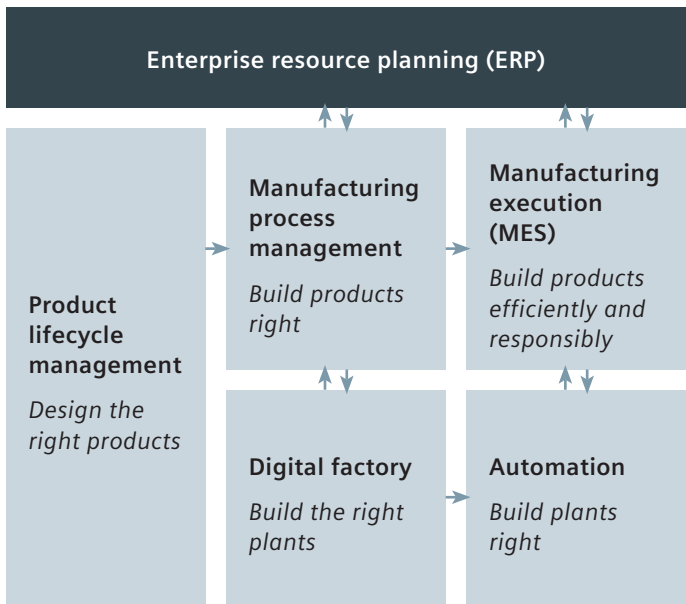 Enterprise resource planning (ERP)
Product
lifecycle
management
Design the
right products
Manufacturing
process
management
Build products
right
Manufacturing
execution
(MES)
Build products
efficiently and
responsibly
Digital factory
Build the right
plants
Automation
Build plants
right